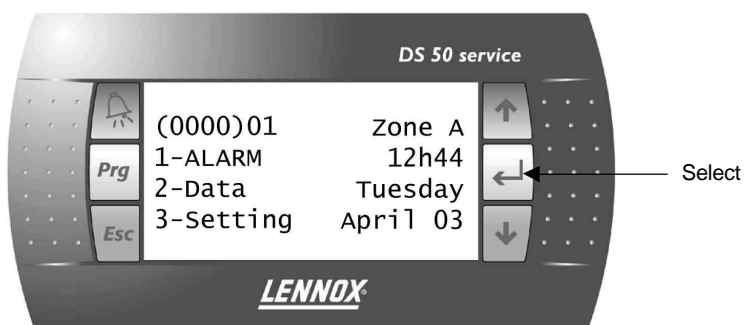 DS 50 service
(0000)01 Zone A
1-ALARM 12h44
Prg
2-Data Tuesday
3-Setting April 03
Esc
Select
LENNOX